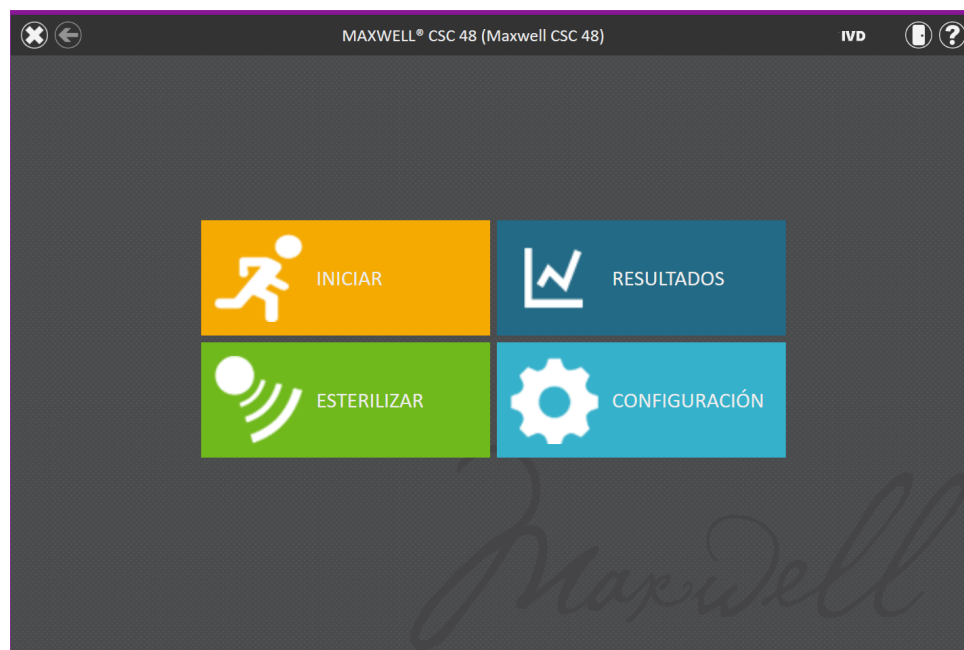 MAXWELL® CSC 48 (Maxwell CSC 48)
IVD
?
INICIAR
RESULTADOS
ESTERILIZAR
CONFIGURACIÓN
Maxwell